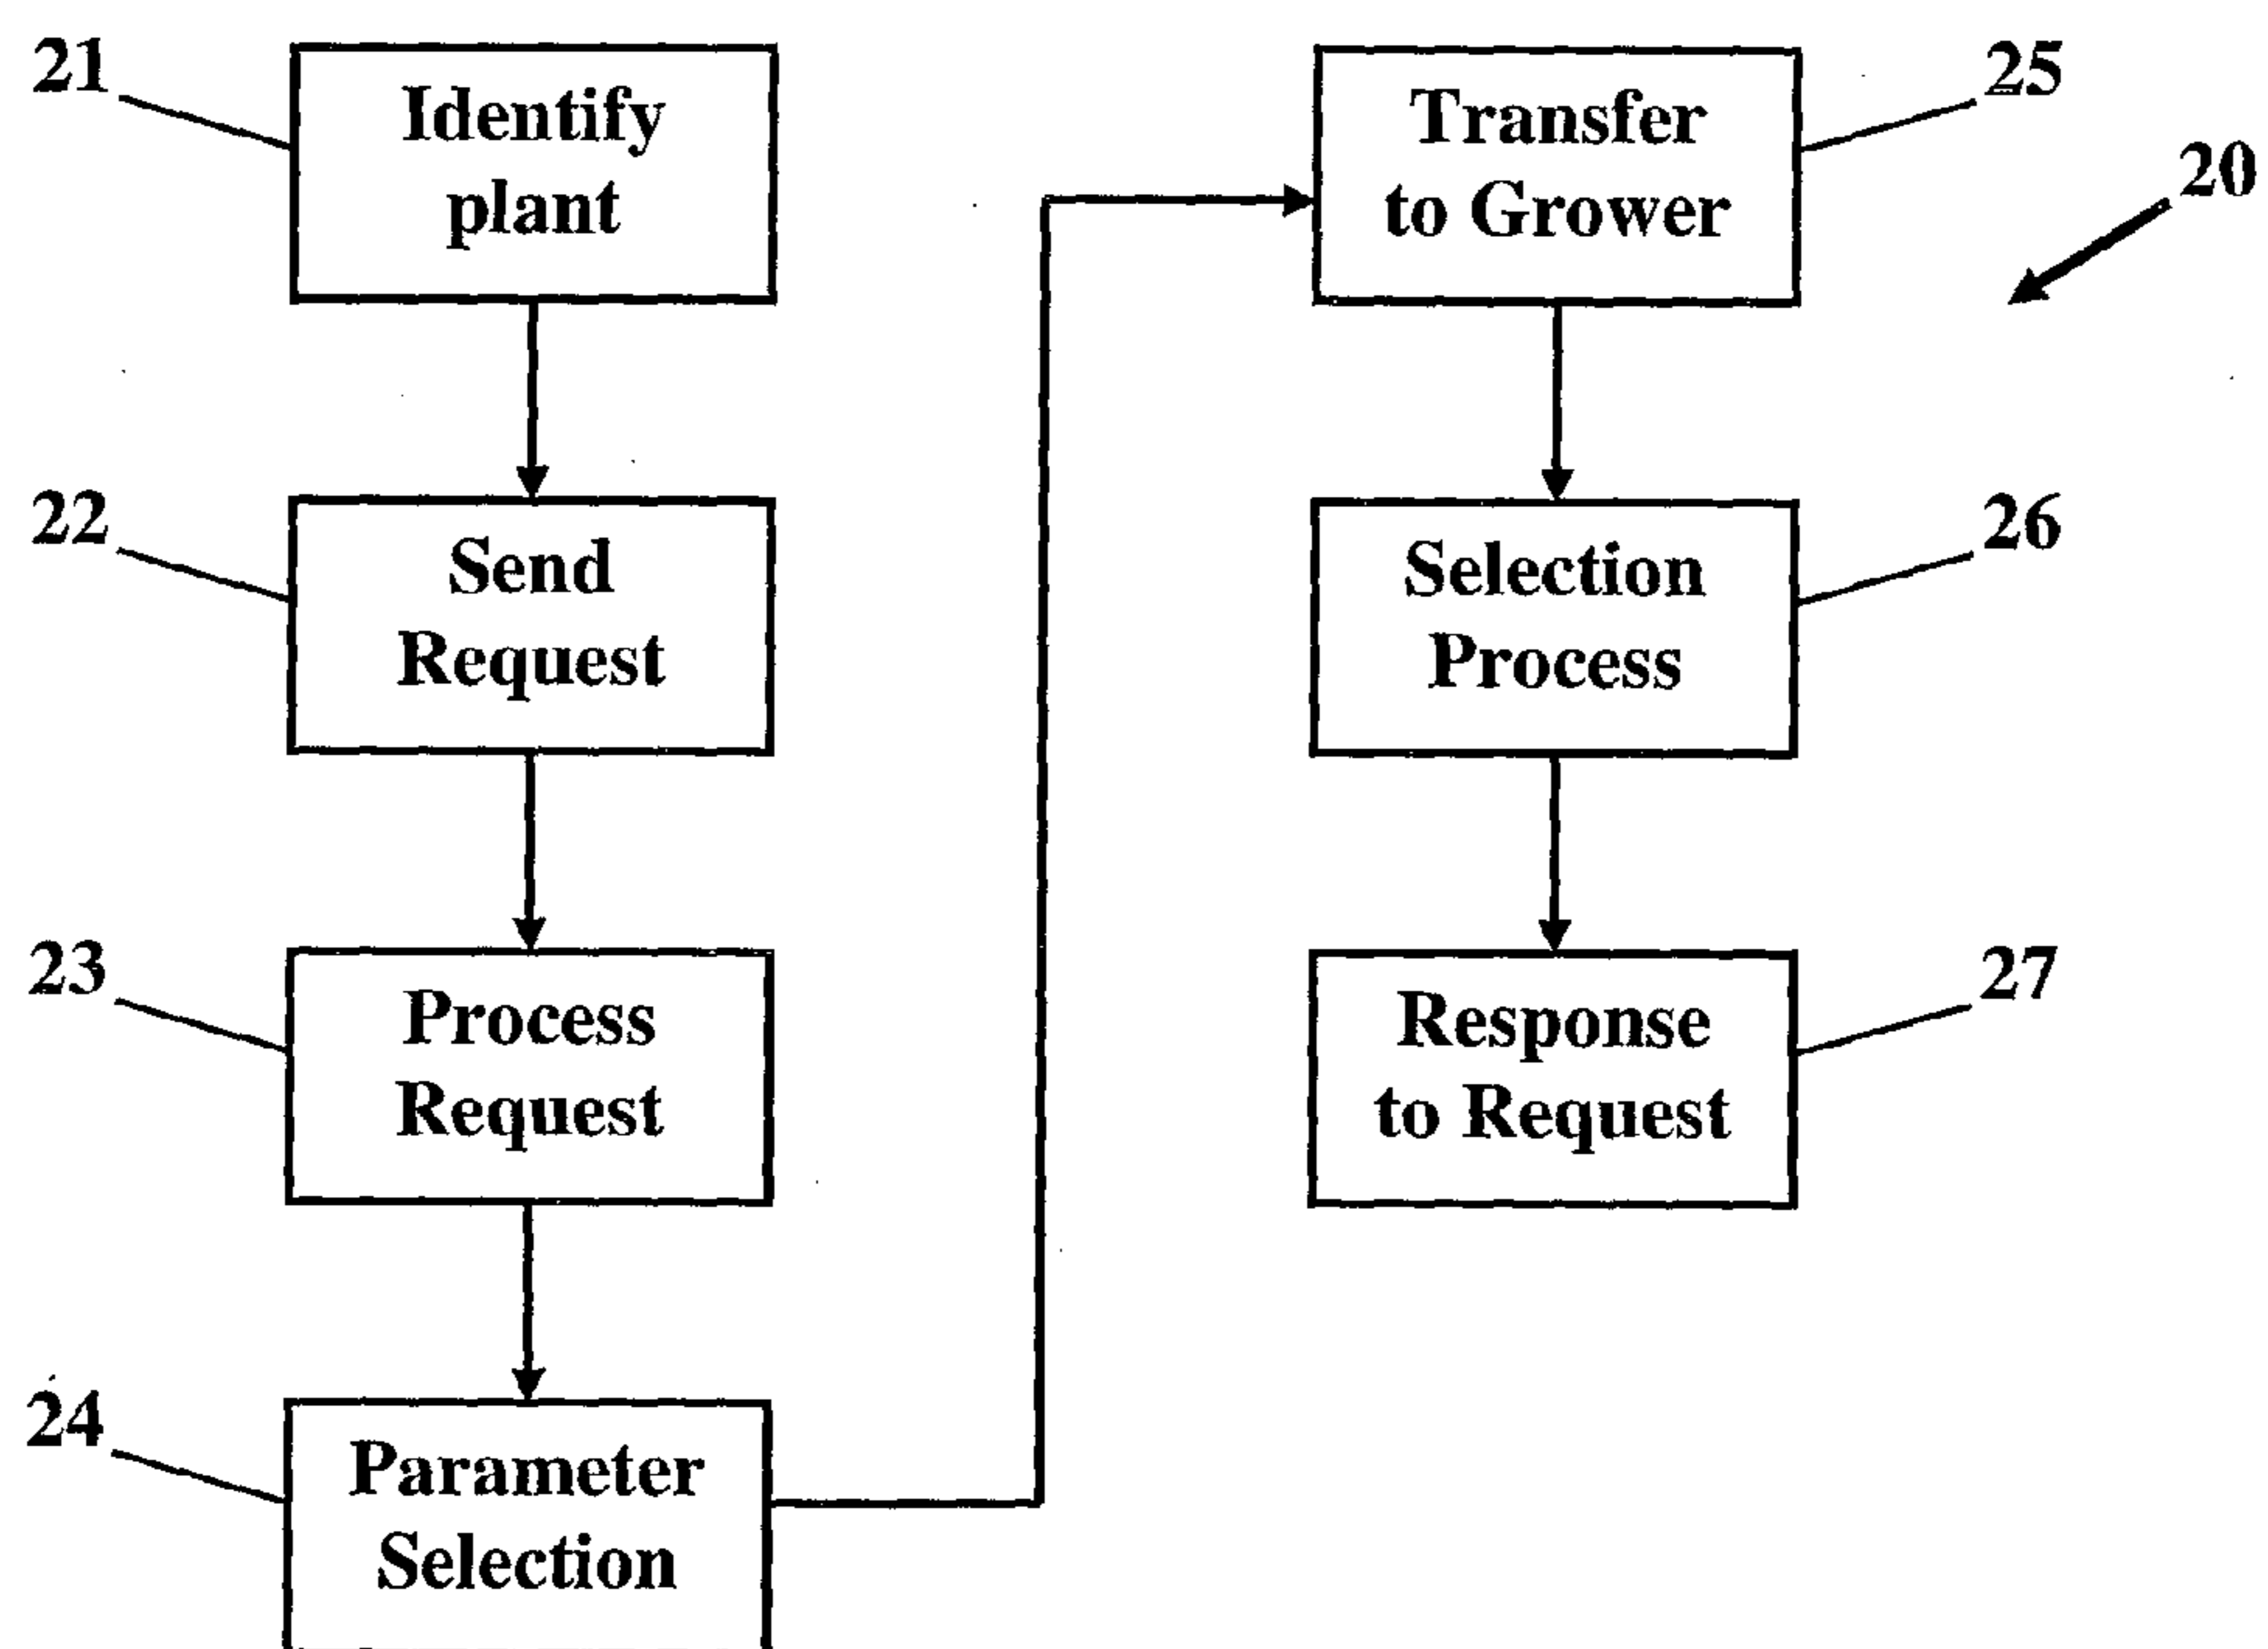 21
Identify
plant
22
Send
Request
23
Process
Request
24
Parameter
Selection
25
Transfer
to Grower
20
26
Selection
Process
27
Response
to Request